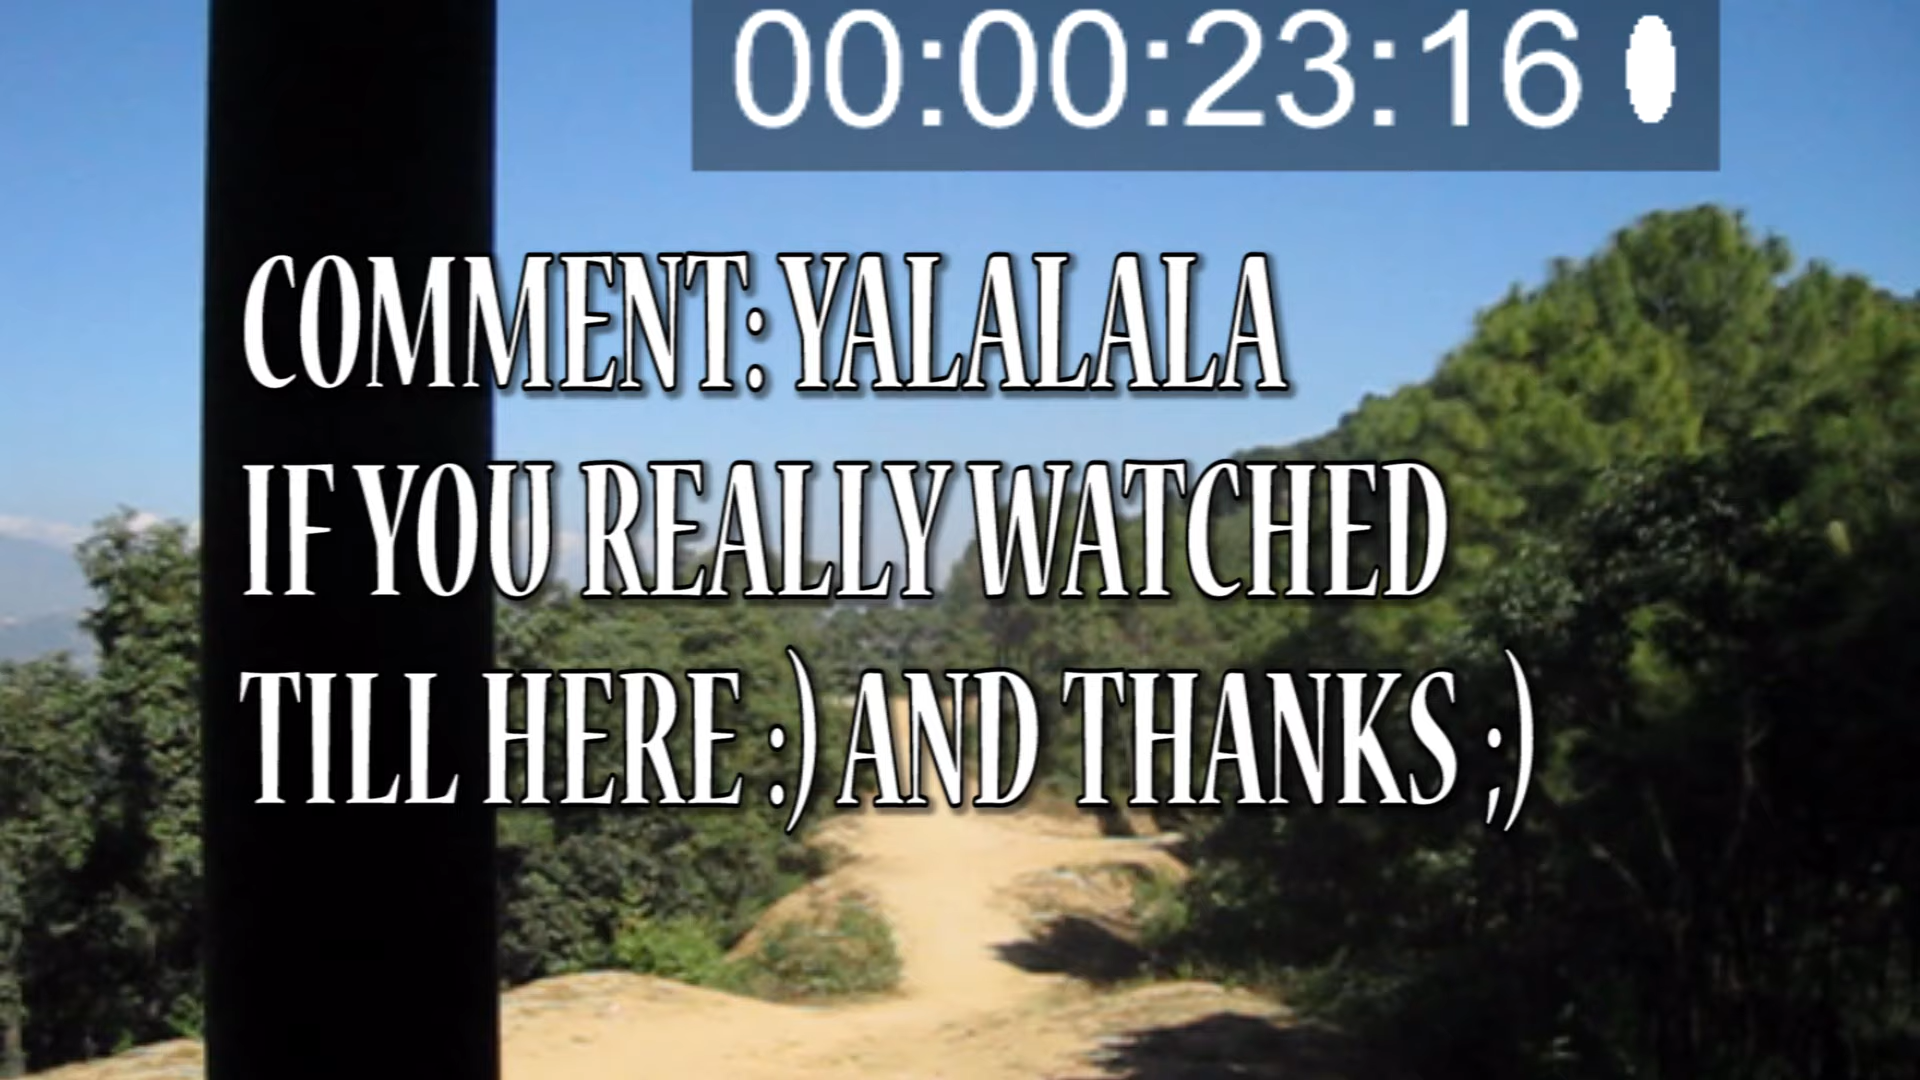 00:00:23:16
COMMENT: YALALALA
IF YOU REALLY WATCHED
TILL HERE :) AND THANKS ;)